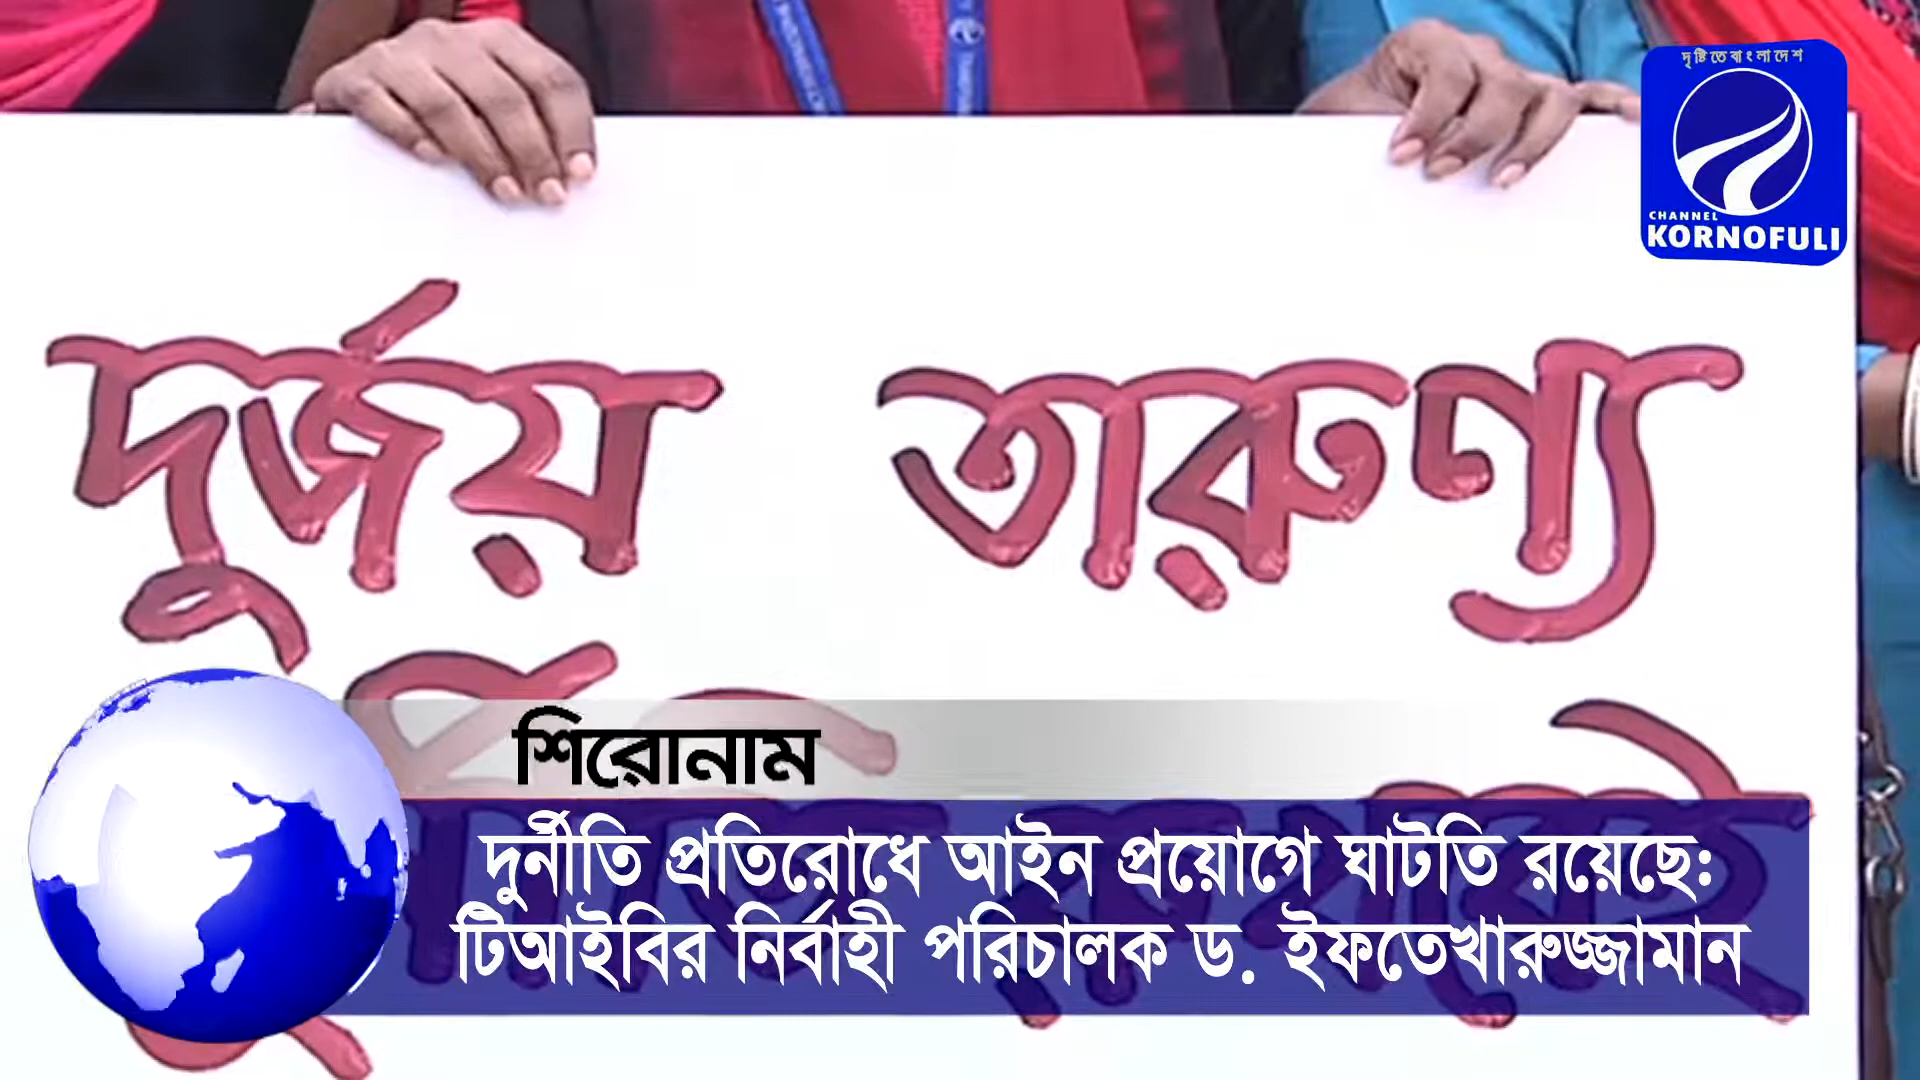 দৃষ্টিতে বাংলাদেশ
CHANNEL
KORNOFULI
দুর্জয় তারুণ্য
শিরোনাম
দুর্নীতি প্রতিরোধে আইন প্রয়োগে ঘাটতি রয়েছে:
টিআইবির নির্বাহী পরিচালক ড. ইফতেখারুজ্জামান